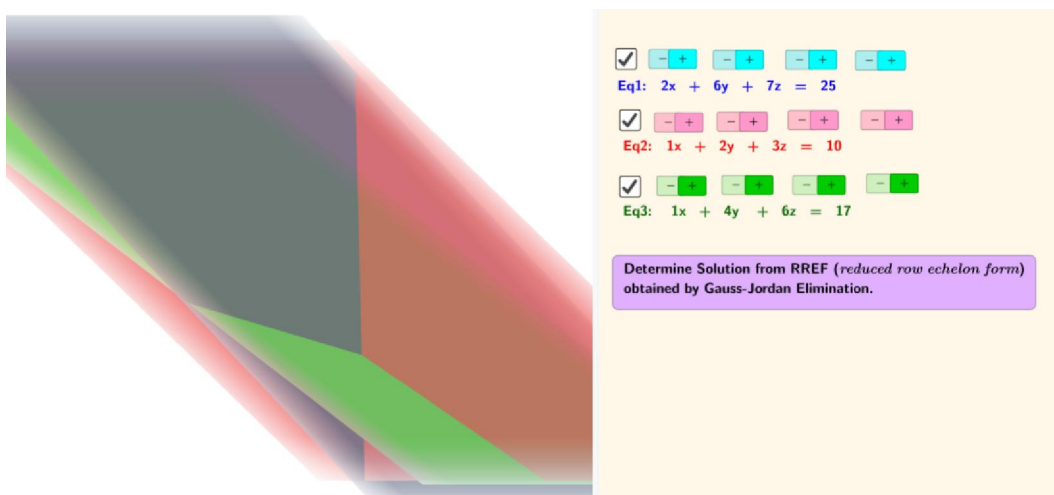 − + − + − + − +
Eq1: 2x + 6y + 7z = 25
− + − + − + − +
Eq2: 1x + 2y + 3z = 10
− + − + − + − +
Eq3: 1x + 4y + 6z = 17
Determine Solution from RREF (reduced row echelon form)
obtained by Gauss-Jordan Elimination.